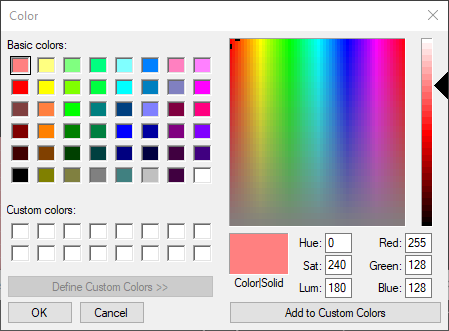 Color
Basic colors:
Custom colors:
Define Custom Colors >>
OK Cancel
Color|Solid
Hue: 0 Red: 255
Sat: 240 Green: 128
Lum: 180 Blue: 128
Add to Custom Colors